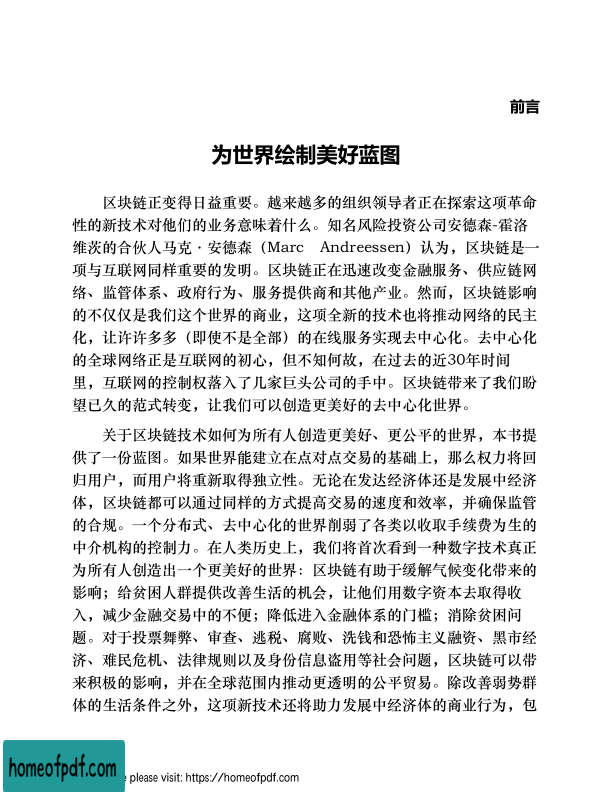 前言
为世界绘制美好蓝图
区块链正变得日益重要。越来越多的组织领导者正在探索这项革命
性的新技术对他们的业务意味着什么。知名风险投资公司安德森-霍洛
维茨的合伙人马克·安德森（Marc Andreessen）认为，区块链是一
项与互联网同样重要的发明。区块链正在迅速改变金融服务、供应链网
络、监管体系、政府行为、服务提供商和其他产业。然而，区块链影响
的不仅仅是我们这个世界的商业，这项全新的技术也将推动网络的民主
化，让许许多多（即使不是全部）的在线服务实现去中心化。去中心化
的全球网络正是互联网的初心，但不知何故，在过去的近30年时间
里，互联网的控制权落入了几家巨头公司的手中。区块链带来了我们盼
望已久的范式转变，让我们可以创造更美好的去中心化世界。
关于区块链技术如何为所有人创造更美好、更公平的世界，本书提
供了一份蓝图。如果世界能建立在点对点交易的基础上，那么权力将回
归用户，而用户将重新取得独立性。无论在发达经济体还是发展中经济
体，区块链都可以通过同样的方式提高交易的速度和效率，并确保监管
的合规。一个分布式、去中心化的世界削弱了各类以收取手续费为生的
中介机构的控制力。在人类历史上，我们将首次看到一种数字技术真正
为所有人创造出一个更美好的世界：区块链有助于缓解气候变化带来的
影响；给贫困人群提供改善生活的机会，让他们用数字资本去取得收
入，减少金融交易中的不便；降低进入金融体系的门槛；消除贫困问
题。对于投票舞弊、审查、逃税、腐败、洗钱和恐怖主义融资、黑市经
济、难民危机、法律规则以及身份信息盗用等社会问题，区块链可以带
来积极的影响，并在全球范围内推动更透明的公平贸易。除改善弱势群
体的生活条件之外，这项新技术还将助力发展中经济体的商业行为，包
homeofpdf.com
e please visit: https://homeofpdf.com